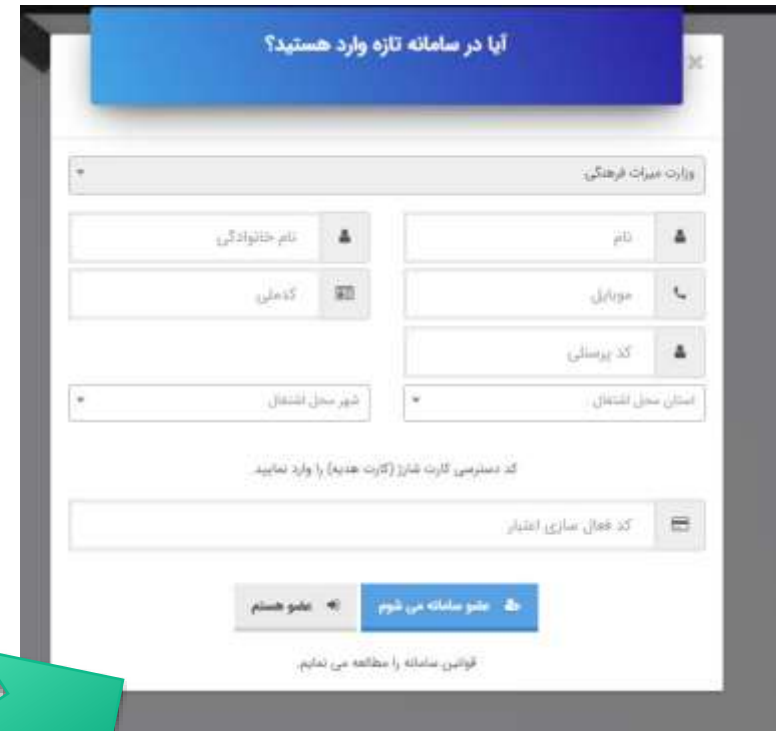 آیا در سامانه تازه وارد هستید؟
وزارت میراث فرهنگی
نام
نام خانوادگی
موبایل
کدملی
کد پرسنلی
استان محل اشتغال
شهر محل اشتغال
کد دسترسی کارت شارژ (کارت هدیه) را وارد نمایید.
کد فعال سازی اعتبار
عضو سامانه می شوم
عضو هستم
قوانین سامانه را مطالعه می نمایم.